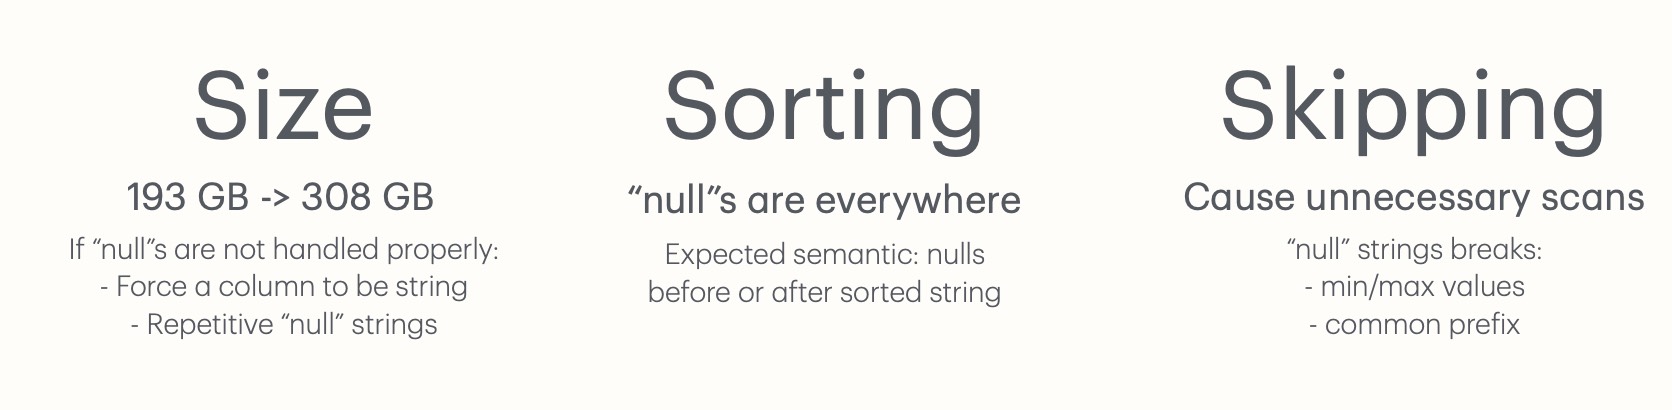 Size
193 GB -> 308 GB
If “null”s are not handled properly:
- Force a column to be string
- Repetitive “null” strings
Sorting
“null”s are everywhere
Expected semantic: nulls
before or after sorted string
Skipping
Cause unnecessary scans
“null” strings breaks:
- min/max values
- common prefix